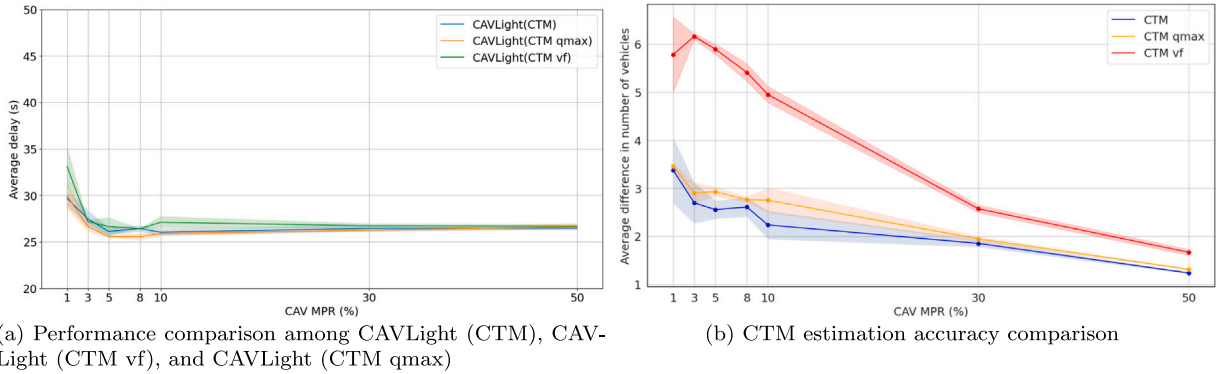 50
45
40
35
30
25
20
Average delay (s)
1 3 5 8 10 30 50
CAV MPR (%)
CAVLight(CTM)
CAVLight(CTM qmax)
CAVLight(CTM vf)
(a) Performance comparison among CAVLight (CTM), CAV-
Light (CTM vf), and CAVLight (CTM qmax)
6
5
4
3
2
1
Average difference in number of vehicles
1 3 5 8 10 30 50
CAV MPR (%)
CTM
CTM qmax
CTM vf
(b) CTM estimation accuracy comparison